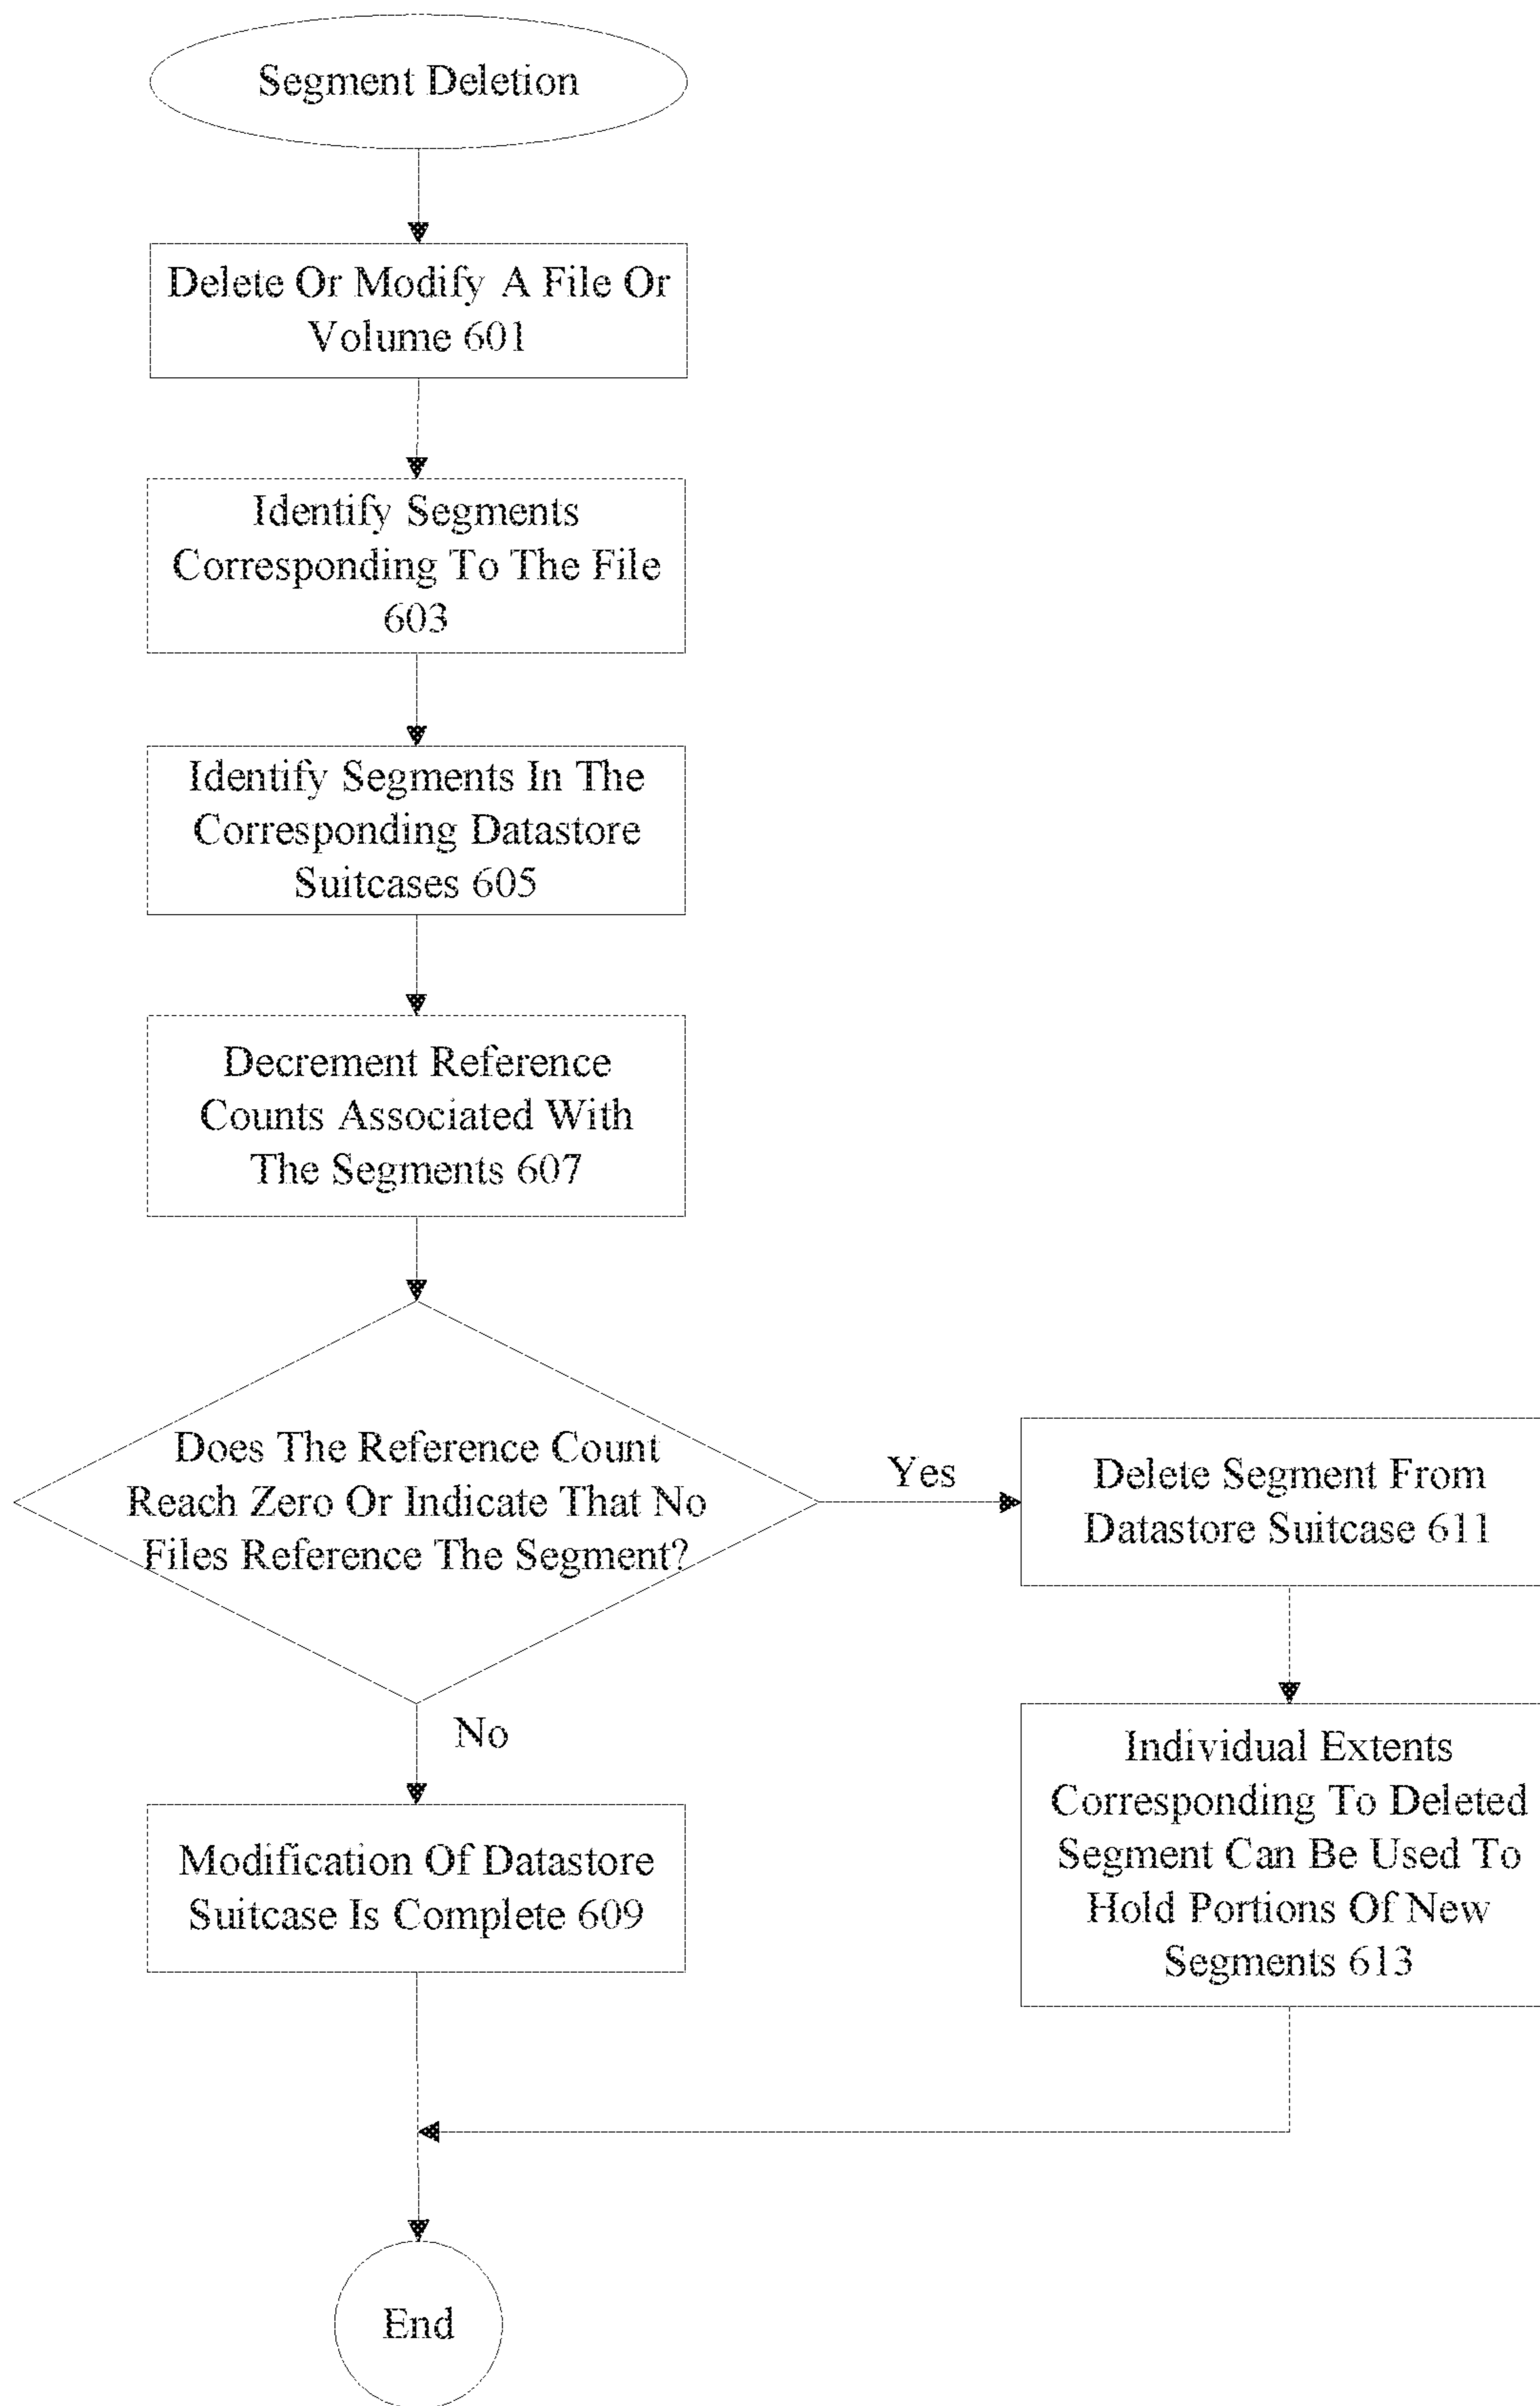 Segment Deletion
Delete Or Modify A File Or
Volume 601
Identify Segments
Corresponding To The File
603
Identify Segments In The
Corresponding Datastore
Suitcases 605
Decrement Reference
Counts Associated With
The Segments 607
Does The Reference Count
Reach Zero Or Indicate That No
Files Reference The Segment?
Yes
Delete Segment From
Datastore Suitcase 611
Individual Extents
Corresponding To Deleted
Segment Can Be Used To
Hold Portions Of New
Segments 613
No
Modification Of Datastore
Suitcase Is Complete 609
End